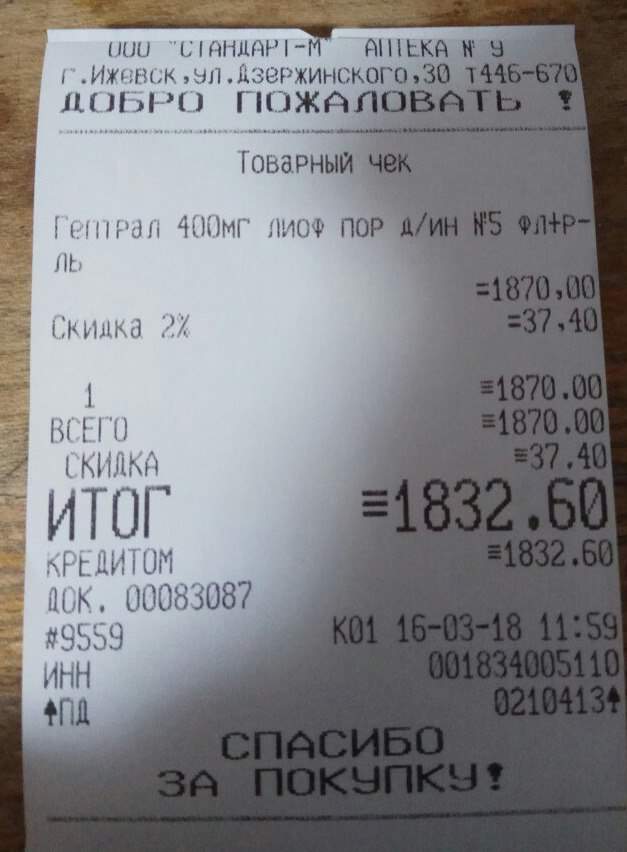 ООО "СТАНДАРТ-М" АПТЕКА № 9
г.Ижевск,ул.Дзержинского,30 т446-670
ДОБРО ПОЖАЛОВАТЬ !
Товарный чек
Гептрал 400мг лиоф пор д/ин №5 фл+р-
ль
=1870,00
Скидка 2% =37,40
1 ≡1870.00
ВСЕГО ≡1870.00
СКИДКА ≡37.40
ИТОГ ≡1832.60
КРЕДИТОМ ≡1832.60
ДОК. 00083087
#9559 К01 16-03-18 11:59
ИНН 001834005110
ПД 0210413
СПАСИБО
ЗА ПОКУПКУ!